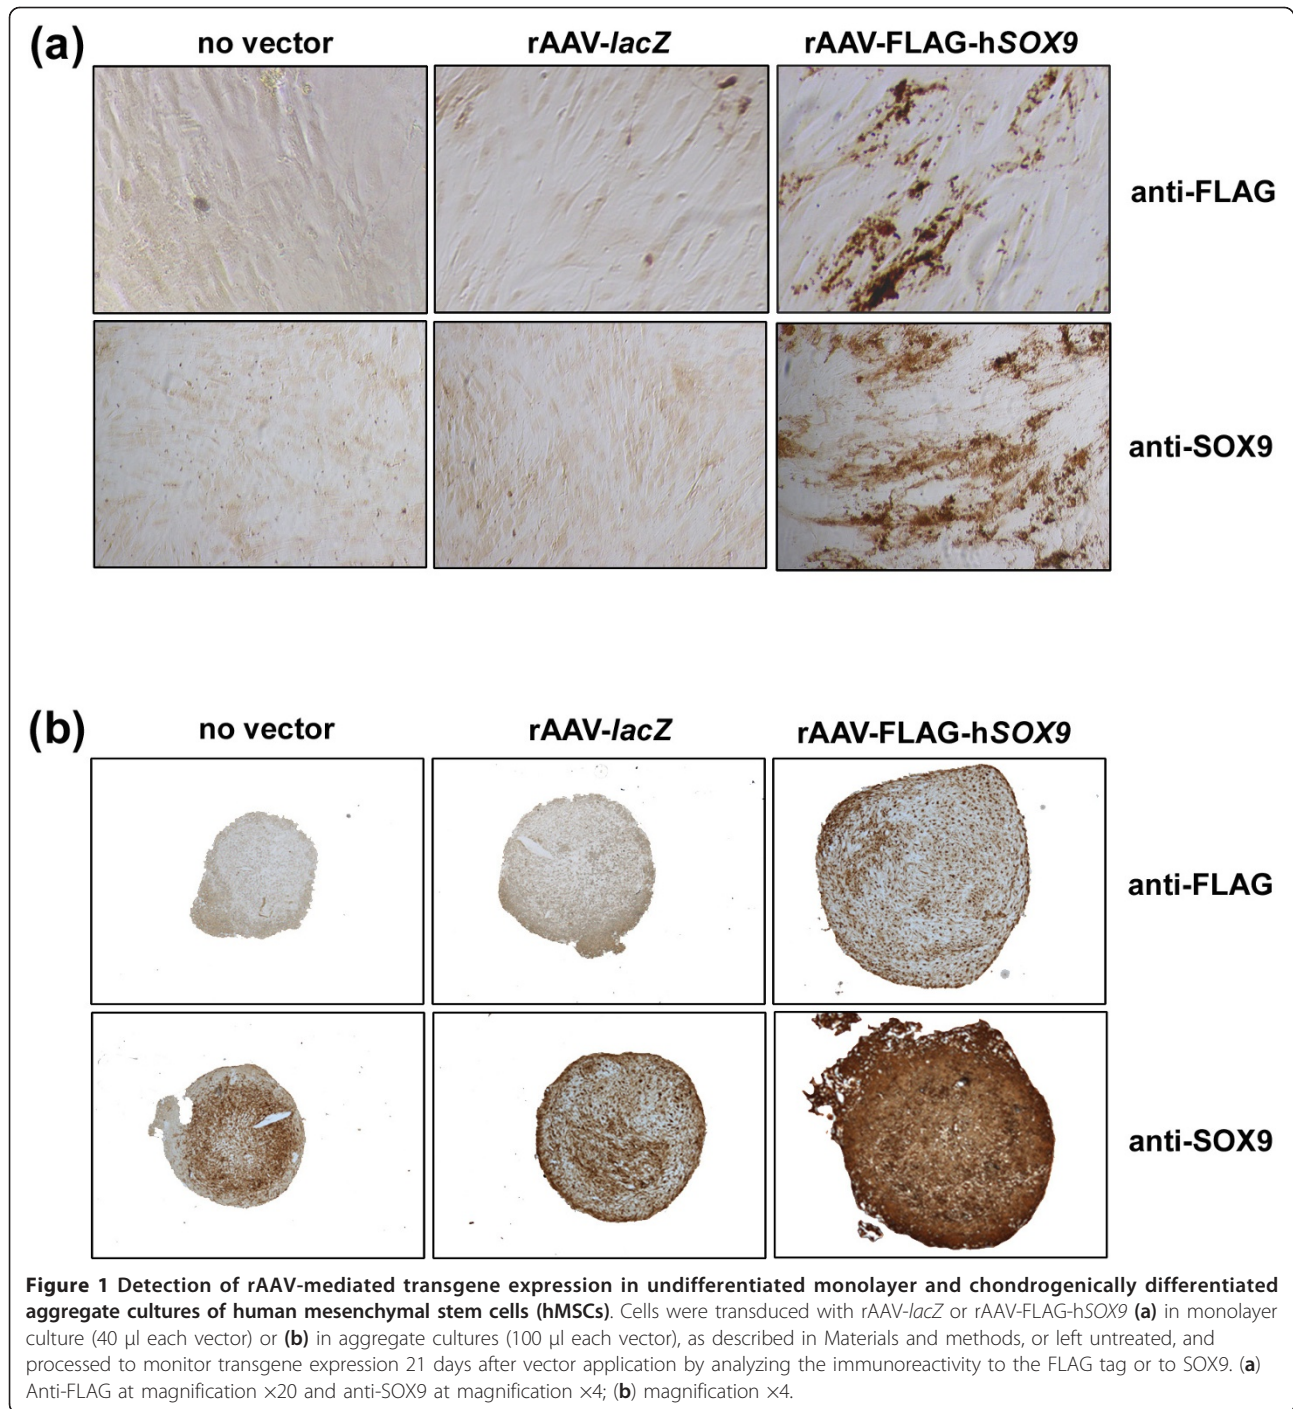 (a)
no vector
rAAV-lacZ
rAAV-FLAG-hSOX9
anti-FLAG
anti-SOX9
(b)
no vector
rAAV-lacZ
rAAV-FLAG-hSOX9
anti-FLAG
anti-SOX9
Figure 1 Detection of rAAV-mediated transgene expression in undifferentiated monolayer and chondrogenically differentiated
aggregate cultures of human mesenchymal stem cells (hMSCs). Cells were transduced with rAAV-lacZ or rAAV-FLAG-hSOX9 (a) in monolayer
culture (40 μl each vector) or (b) in aggregate cultures (100 μl each vector), as described in Materials and methods, or left untreated, and
processed to monitor transgene expression 21 days after vector application by analyzing the immunoreactivity to the FLAG tag or to SOX9. (a)
Anti-FLAG at magnification ×20 and anti-SOX9 at magnification ×4; (b) magnification ×4.